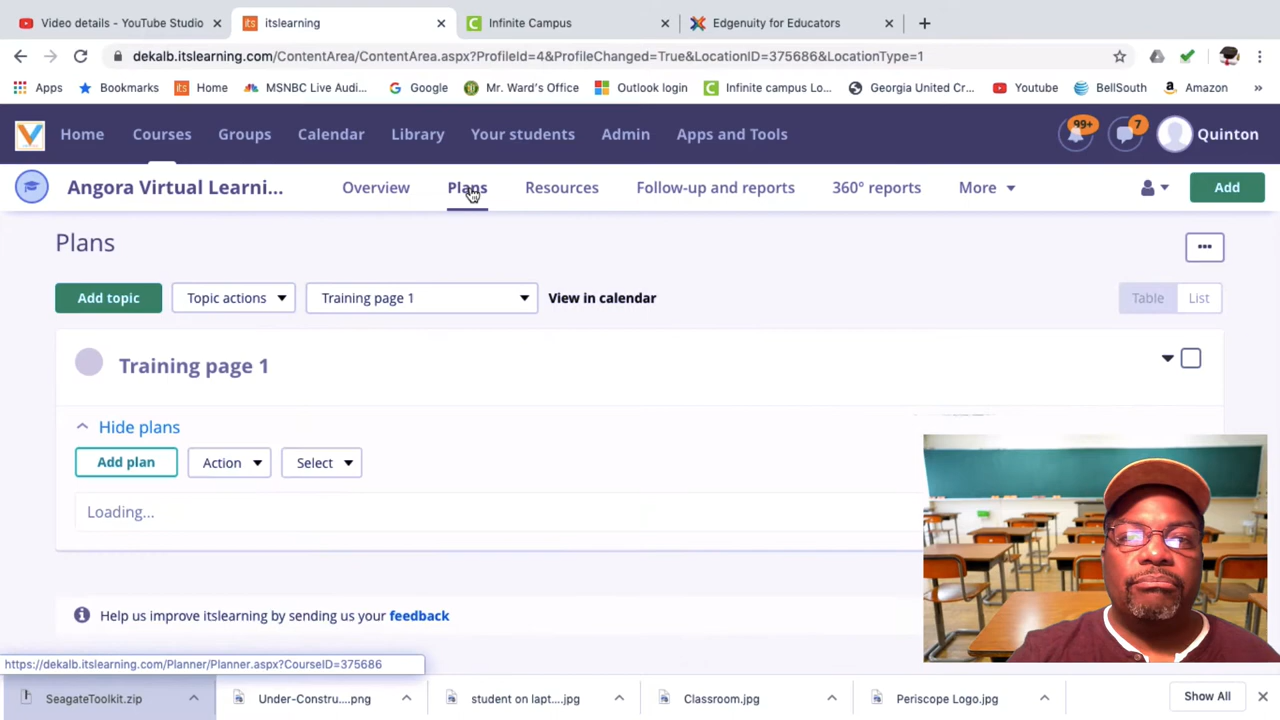 Video details - YouTube Studio
itslearning
Infinite Campus
Edgenuity for Educators
dekalb.itslearning.com/ContentArea/ContentArea.aspx?ProfileId=4&ProfileChanged=True&LocationID=375686&LocationType=1
Apps
Bookmarks
Home
MSNBC Live Audi...
Google
Mr. Ward's Office
Outlook login
Infinite campus Lo...
Georgia United Cr...
Youtube
BellSouth
Amazon
»
Home
Courses
Groups
Calendar
Library
Your students
Admin
Apps and Tools
99+
7
Quinton
Angora Virtual Learni...
Overview
Plans
Resources
Follow-up and reports
360° reports
More
Add
Plans
Add topic
Topic actions
Training page 1
View in calendar
Table
List
Training page 1
Hide plans
Add plan
Action
Select
Loading...
Help us improve itslearning by sending us your feedback
https://dekalb.itslearning.com/Planner/Planner.aspx?CourseID=375686
SeagateToolkit.zip
Under-Constru....png
student on lapt....jpg
Classroom.jpg
Periscope Logo.jpg
Show All